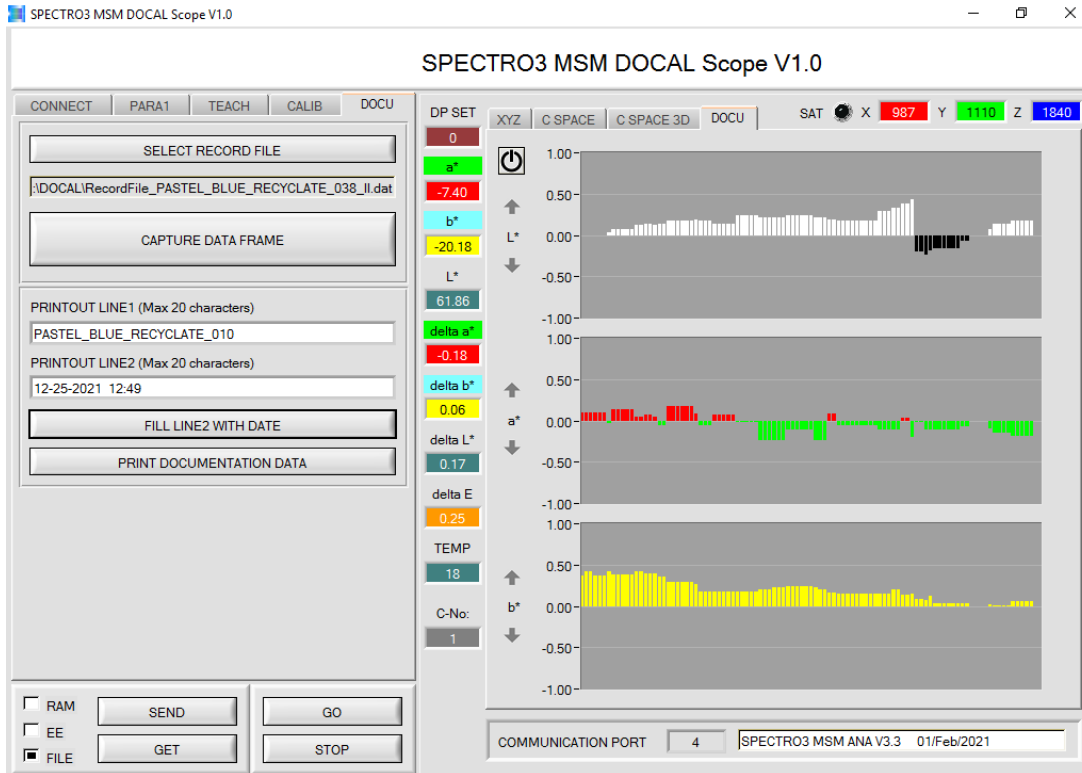 SPECTRO3 MSM DOCAL Scope V1.0
SPECTRO3 MSM DOCAL Scope V1.0
CONNECT PARA1 TEACH CALIB DOCU
SELECT RECORD FILE
:\DOCAL\RecordFile_PASTEL_BLUE_RECYCLATE_038_II.dat
CAPTURE DATA FRAME
PRINTOUT LINE1 (Max 20 characters)
PASTEL_BLUE_RECYCLATE_010
PRINTOUT LINE2 (Max 20 characters)
12-25-2021 12:49
FILL LINE2 WITH DATE
PRINT DOCUMENTATION DATA
RAM
EE
FILE
SEND
GET
GO
STOP
DP SET
0
a*
-7.40
b*
-20.18
L*
61.86
delta a*
-0.18
delta b*
0.06
delta L*
0.17
delta E
0.25
TEMP
18
C-No:
1
XYZ C SPACE C SPACE 3D DOCU
SAT X 987 Y 1110 Z 1840
L*
1.00
0.50
0.00
-0.50
-1.00
a*
1.00
0.50
0.00
-0.50
-1.00
b*
1.00
0.50
0.00
-0.50
-1.00
COMMUNICATION PORT 4 SPECTRO3 MSM ANA V3.3 01/Feb/2021